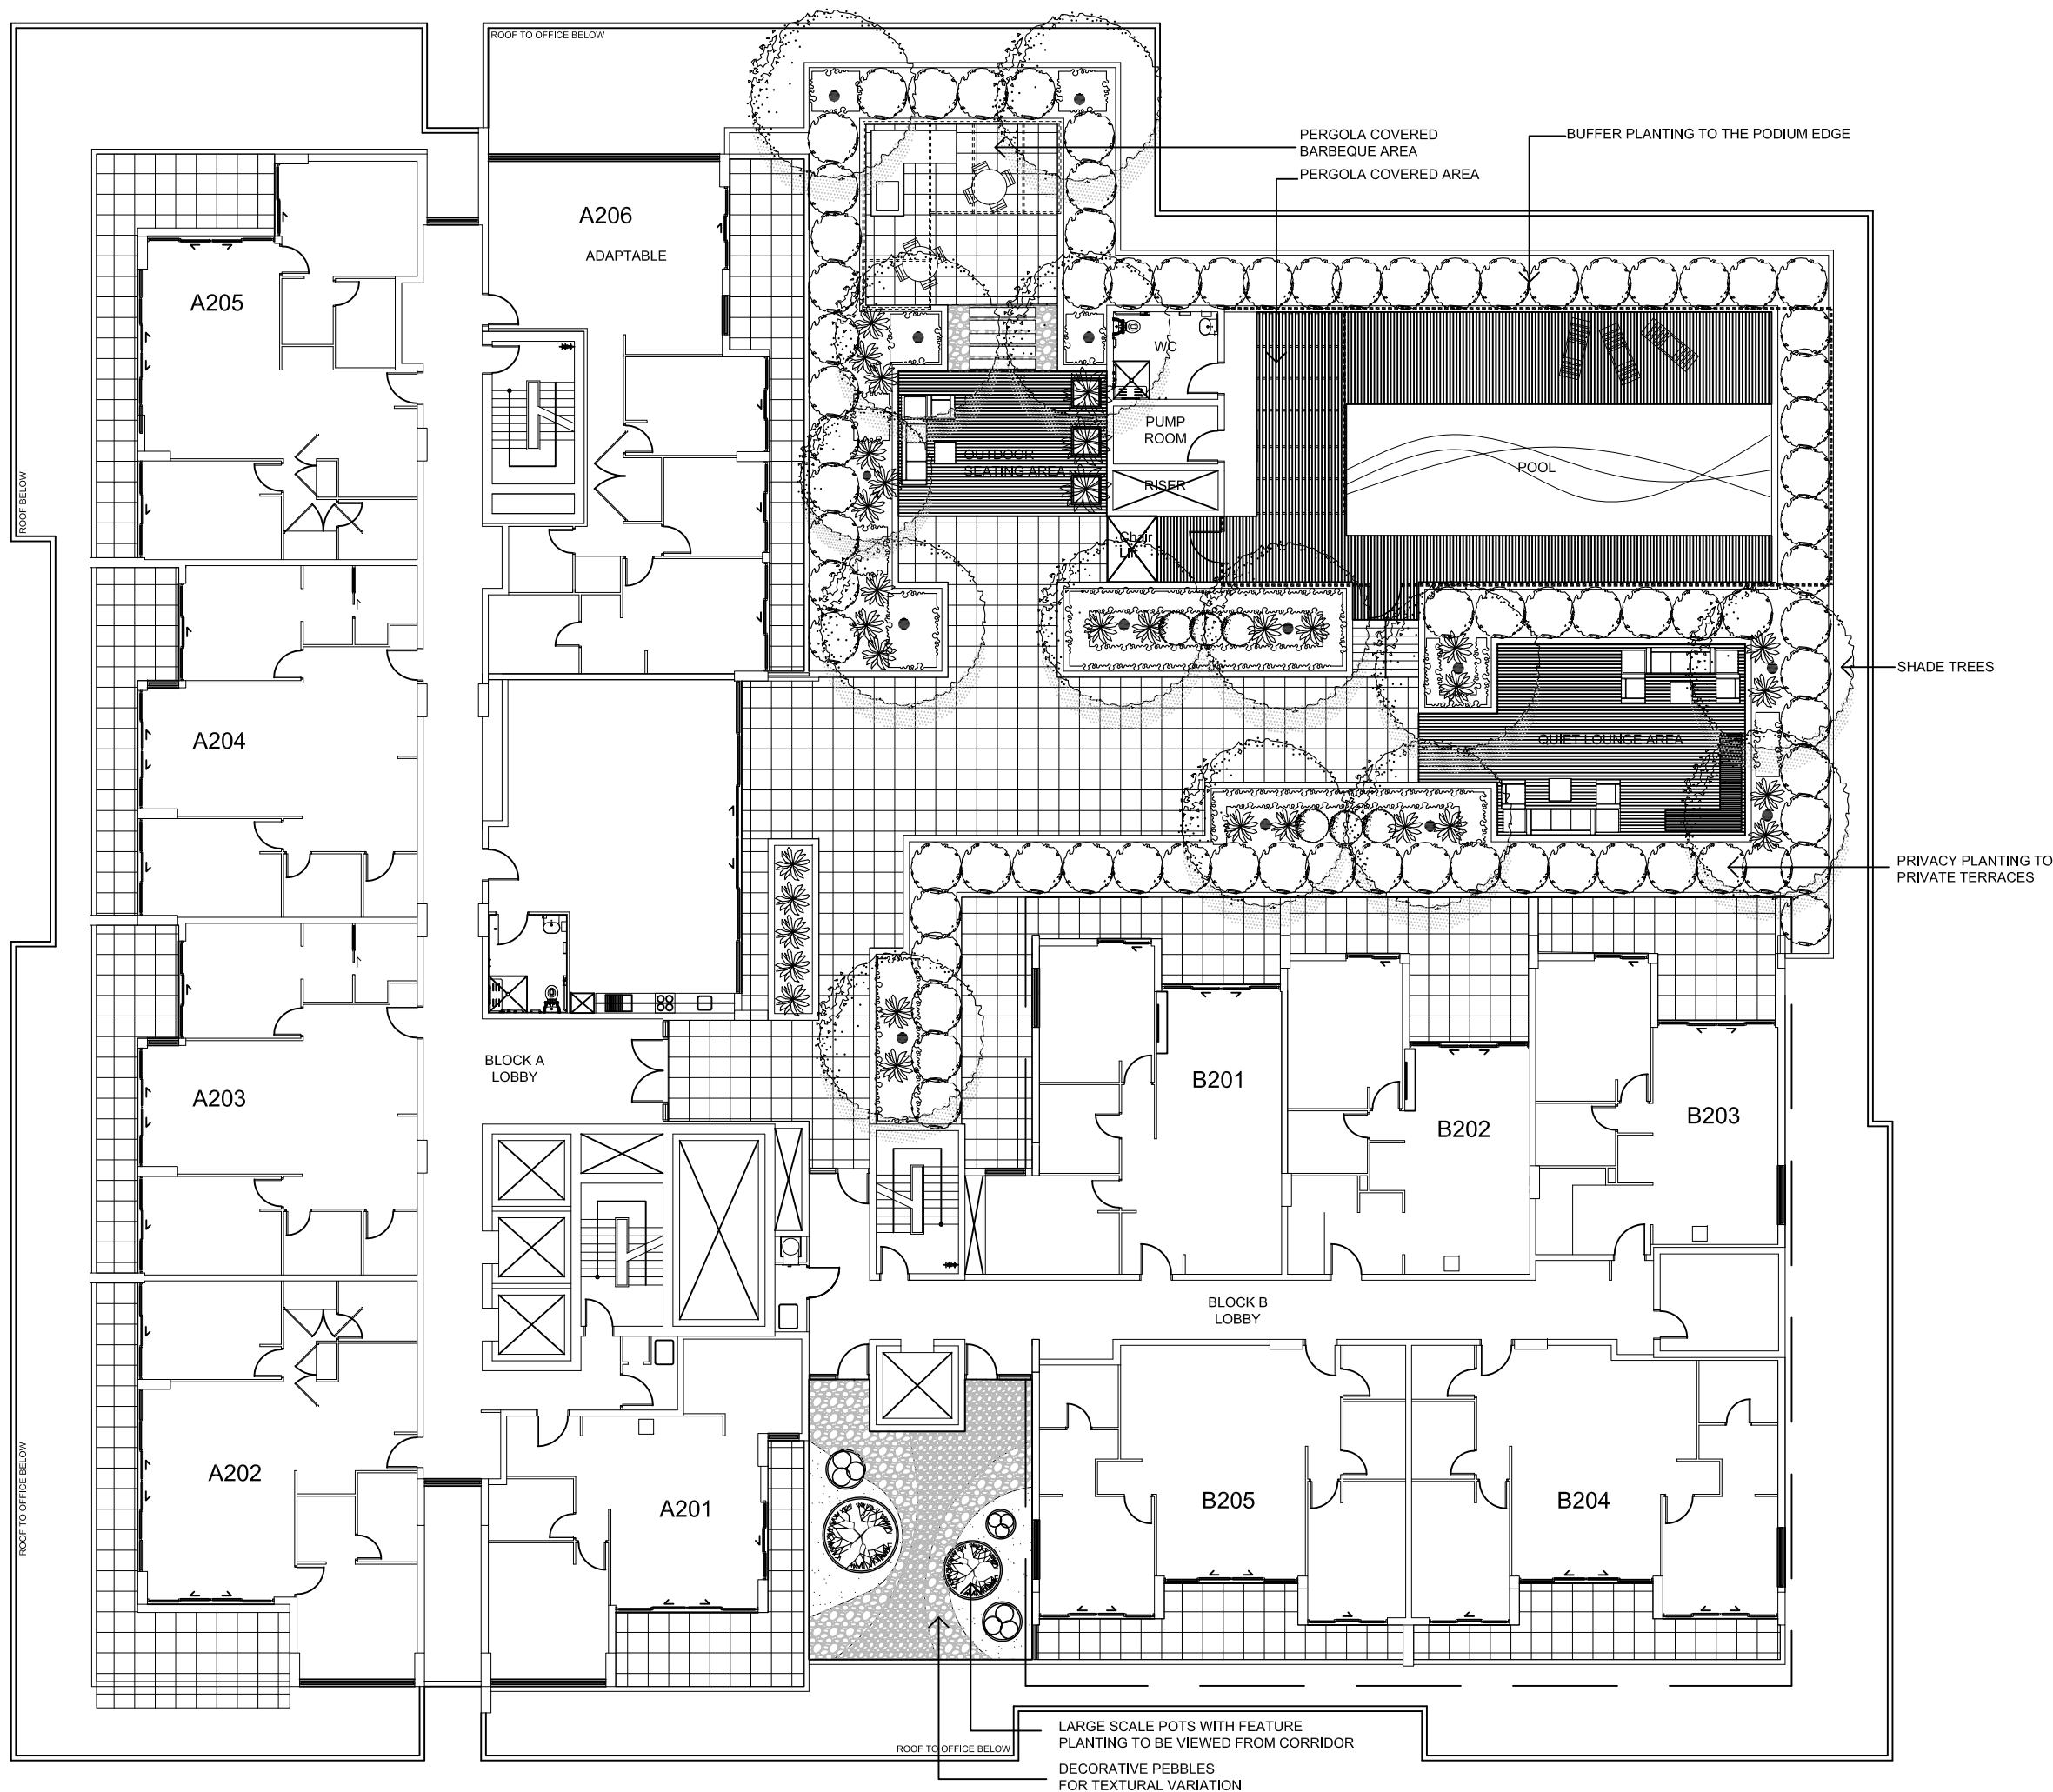 ROOF TO OFFICE BELOW
PERGOLA COVERED
BARBEQUE AREA
BUFFER PLANTING TO THE PODIUM EDGE
PERGOLA COVERED AREA
A206
ADAPTABLE
A205
WC
PUMP
ROOM
OUTDOOR
SEATING AREA
POOL
RISER
ROOF BELOW
Chair
Lift
SHADE TREES
A204
QUIET LOUNGE AREA
PRIVACY PLANTING TO
PRIVATE TERRACES
BLOCK A
LOBBY
A203
B201
B202
B203
BLOCK B
LOBBY
A202
A201
B205
B204
ROOF TO OFFICE BELOW
LARGE SCALE POTS WITH FEATURE
PLANTING TO BE VIEWED FROM CORRIDOR
ROOF TO OFFICE BELOW
DECORATIVE PEBBLES
FOR TEXTURAL VARIATION